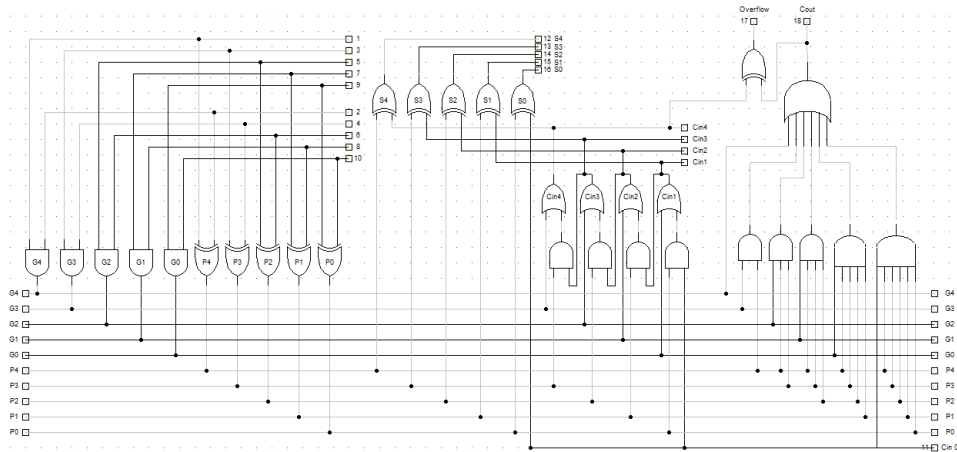 Overflow Cout
17 18
1
3
5
7
9
2
4
6
8
10
12 S4
13 S3
14 S2
15 S1
16 S0
S4 S3 S2 S1 S0
Cin4
Cin3
Cin2
Cin1
Cin4 Cin3 Cin2 Cin1
G4 G3 G2 G1 G0 P4 P3 P2 P1 P0
G4 G4
G3 G3
G2 G2
G1 G1
G0 G0
P4 P4
P3 P3
P2 P2
P1 P1
P0 P0
11 Cin 0